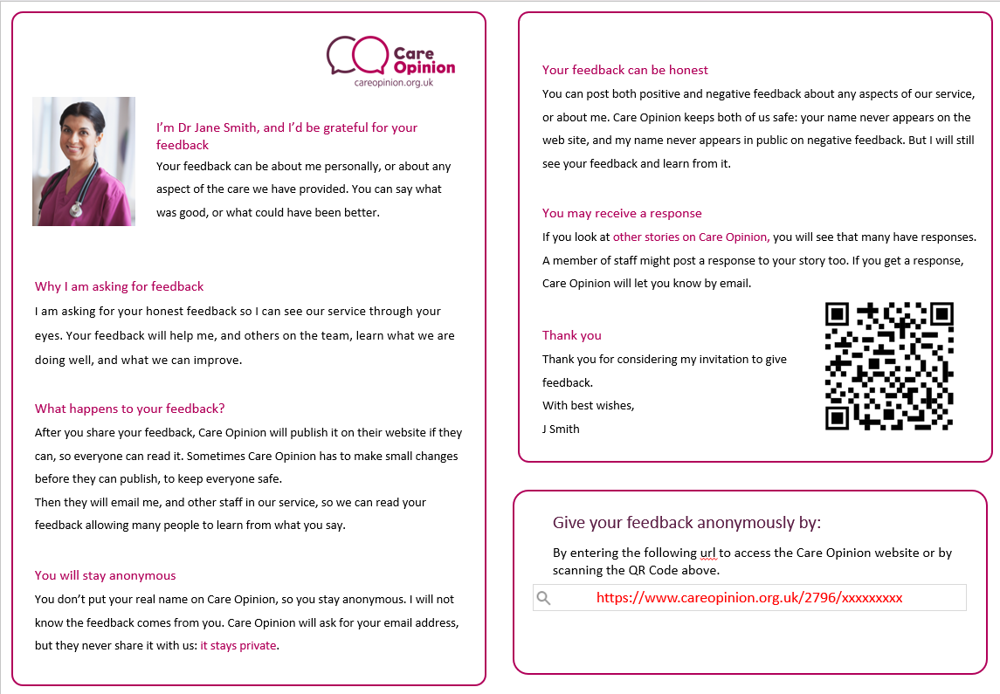 Care
Opinion
careopinion.org.uk
I’m Dr Jane Smith, and I’d be grateful for your
feedback
Your feedback can be about me personally, or about any
aspect of the care we have provided. You can say what
was good, or what could have been better.
Why I am asking for feedback
I am asking for your honest feedback so I can see our service through your
eyes. Your feedback will help me, and others on the team, learn what we are
doing well, and what we can improve.
What happens to your feedback?
After you share your feedback, Care Opinion will publish it on their website if they
can, so everyone can read it. Sometimes Care Opinion has to make small changes
before they can publish, to keep everyone safe.
Then they will email me, and other staff in our service, so we can read your
feedback allowing many people to learn from what you say.
You will stay anonymous
You don’t put your real name on Care Opinion, so you stay anonymous. I will not
know the feedback comes from you. Care Opinion will ask for your email address,
but they never share it with us: it stays private.
Your feedback can be honest
You can post both positive and negative feedback about any aspects of our service,
or about me. Care Opinion keeps both of us safe: your name never appears on the
web site, and my name never appears in public on negative feedback. But I will still
see your feedback and learn from it.
You may receive a response
If you look at other stories on Care Opinion, you will see that many have responses.
A member of staff might post a response to your story too. If you get a response,
Care Opinion will let you know by email.
Thank you
Thank you for considering my invitation to give
feedback.
With best wishes,
J Smith
Give your feedback anonymously by:
By entering the following url to access the Care Opinion website or by
scanning the QR Code above.
https://www.careopinion.org.uk/2796/xxxxxxxxx